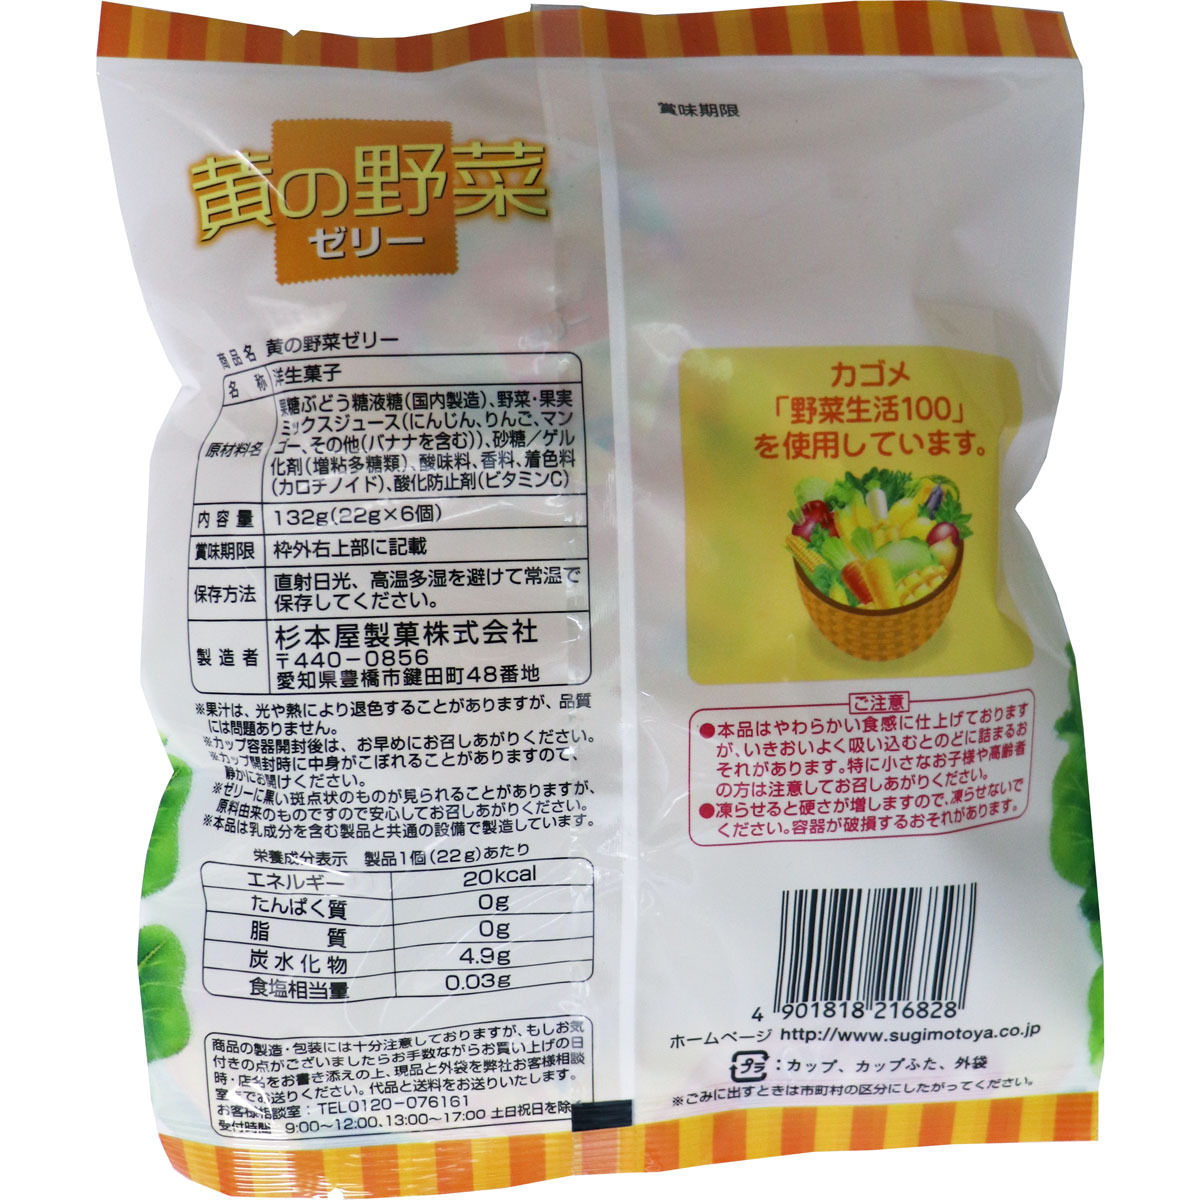 賞味期限
黄の野菜
ゼリー
商品名 黄の野菜ゼリー
名称 洋生菓子
原材料名
果糖ぶどう糖液糖(国内製造)、野菜・果実
ミックスジュース(にんじん、りんご、マン
ゴー、その他(バナナを含む))、砂糖／ゲル
化剤(増粘多糖類)、酸味料、香料、着色料
(カロチノイド)、酸化防止剤(ビタミンC)
内容量 132g(22g×6個)
賞味期限 枠外右上部に記載
保存方法
直射日光、高温多湿を避けて常温で
保存してください。
製造者
杉本屋製菓株式会社
〒440-0856
愛知県豊橋市鍵田町48番地
※果汁は、光や熱により退色することがありますが、品質
には問題ありません。
※カップ容器開封後は、お早めにお召しあがりください。
※カップ開封時に中身がこぼれることがありますので、
静かにお開けください。
※ゼリーに黒い斑点状のものが見られることがありますが、
原料由来のものですので安心してお召しあがりください。
※本品は乳成分を含む製品と共通の設備で製造しています。
栄養成分表示 製品1個(22g)あたり
エネルギー 20kcal
たんぱく質 0g
脂質 0g
炭水化物 4.9g
食塩相当量 0.03g
商品の製造・包装には十分注意しておりますが、もしお気
付きの点がございましたらお手数ながらお買い上げの日
時・店名をお書き添えの上、現品と外袋を弊社お客様相談
室までお送りください。代品と送料をお送りいたします。
お客様相談室：TEL0120-076161
受付時間 9:00～12:00、13:00～17:00 土日祝日を除く
カゴメ
「野菜生活100」
を使用しています。
ご注意
●本品はやわらかい食感に仕上げております
が、いきおいよく吸い込むとのどに詰まるお
それがあります。特に小さなお子様や高齢者
の方は注意してお召しあがりください。
●凍らせると硬さが増しますので、凍らせないで
ください。容器が破損するおそれがあります。
4 901818 216828
ホームページ http://www.sugimotoya.co.jp
プラ：カップ、カップふた、外袋
※ごみに出すときは市町村の区分にしたがってください。